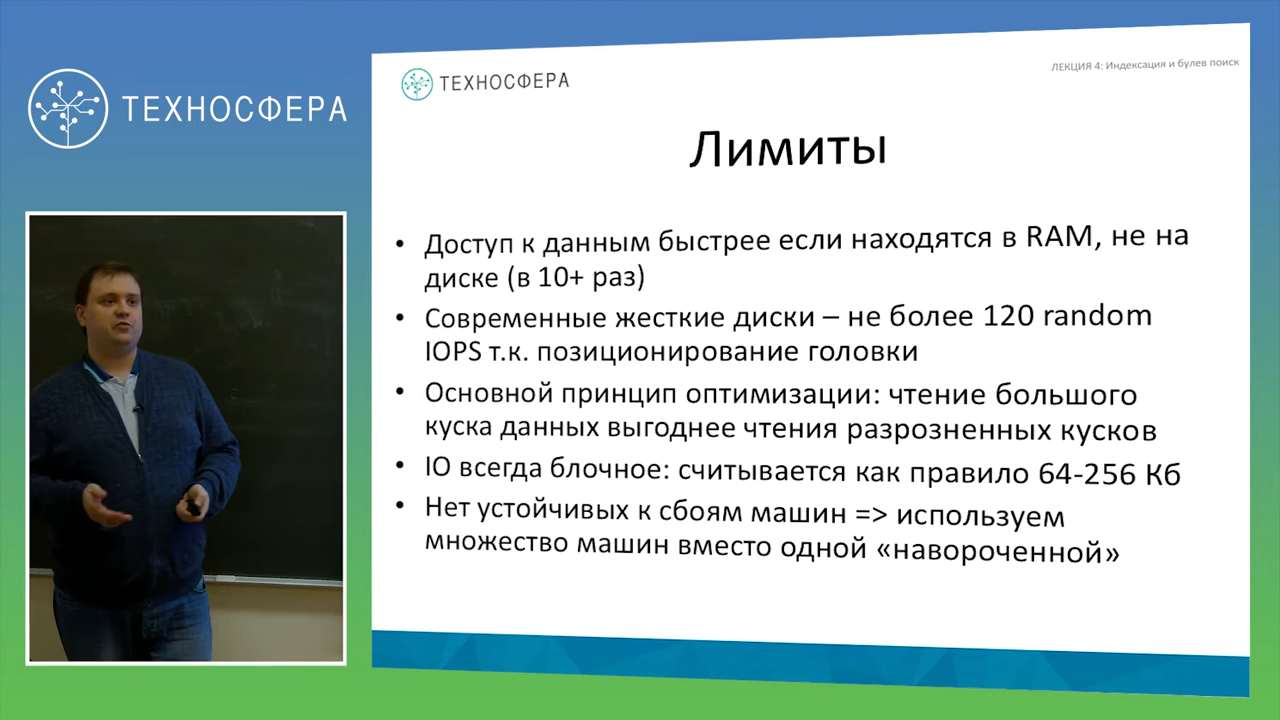 ТЕХНОСФЕРА
ТЕХНОСФЕРА
ЛЕКЦИЯ 4: Индексация и булев поиск
Лимиты
• Доступ к данным быстрее если находятся в RAM, не на
диске (в 10+ раз)
• Современные жесткие диски – не более 120 random
IOPS т.к. позиционирование головки
• Основной принцип оптимизации: чтение большого
куска данных выгоднее чтения разрозненных кусков
• IO всегда блочное: считывается как правило 64-256 Кб
• Нет устойчивых к сбоям машин => используем
множество машин вместо одной «навороченной»